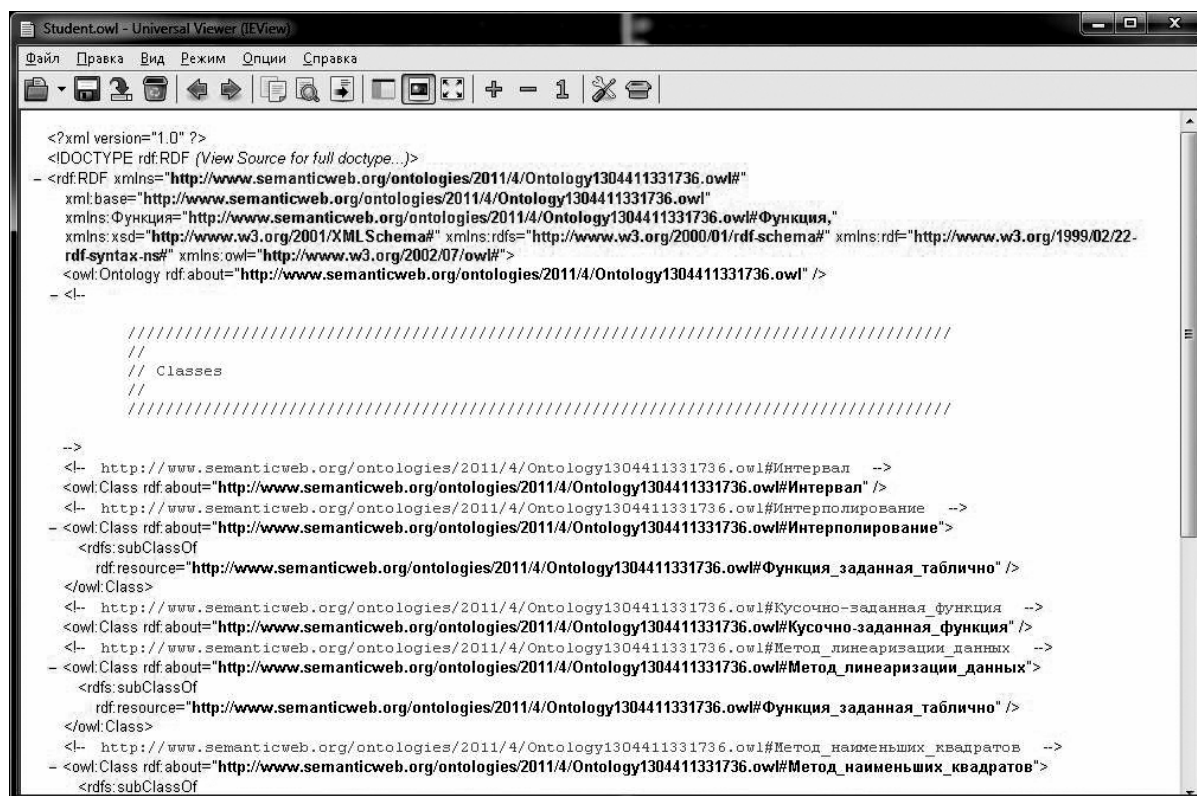 Student.owl - Universal Viewer (IEView)
Файл Правка Вид Режим Опции Справка
1
<?xml version="1.0" ?>
<!DOCTYPE rdf:RDF (View Source for full doctype...)>
– <rdf:RDF xmlns="http://www.semanticweb.org/ontologies/2011/4/Ontology1304411331736.owl#"
xml:base="http://www.semanticweb.org/ontologies/2011/4/Ontology1304411331736.owl"
xmlns:Функция="http://www.semanticweb.org/ontologies/2011/4/Ontology1304411331736.owl#Функция,"
xmlns:xsd="http://www.w3.org/2001/XMLSchema#" xmlns:rdfs="http://www.w3.org/2000/01/rdf-schema#" xmlns:rdf="http://www.w3.org/1999/02/22-
rdf-syntax-ns#" xmlns:owl="http://www.w3.org/2002/07/owl#">
<owl:Ontology rdf:about="http://www.semanticweb.org/ontologies/2011/4/Ontology1304411331736.owl" />
– <!--
///////////////////////////////////////////////////////////////////////////////////////
//
// Classes
//
///////////////////////////////////////////////////////////////////////////////////////
-->
<!-- http://www.semanticweb.org/ontologies/2011/4/Ontology1304411331736.owl#Интервал -->
<owl:Class rdf:about="http://www.semanticweb.org/ontologies/2011/4/Ontology1304411331736.owl#Интервал" />
<!-- http://www.semanticweb.org/ontologies/2011/4/Ontology1304411331736.owl#Интерполирование -->
– <owl:Class rdf:about="http://www.semanticweb.org/ontologies/2011/4/Ontology1304411331736.owl#Интерполирование">
<rdfs:subClassOf
rdf:resource="http://www.semanticweb.org/ontologies/2011/4/Ontology1304411331736.owl#Функция_заданная_таблично" />
</owl:Class>
<!-- http://www.semanticweb.org/ontologies/2011/4/Ontology1304411331736.owl#Кусочно-заданная_функция -->
<owl:Class rdf:about="http://www.semanticweb.org/ontologies/2011/4/Ontology1304411331736.owl#Кусочно-заданная_функция" />
<!-- http://www.semanticweb.org/ontologies/2011/4/Ontology1304411331736.owl#Метод_линеаризации_данных -->
– <owl:Class rdf:about="http://www.semanticweb.org/ontologies/2011/4/Ontology1304411331736.owl#Метод_линеаризации_данных">
<rdfs:subClassOf
rdf:resource="http://www.semanticweb.org/ontologies/2011/4/Ontology1304411331736.owl#Функция_заданная_таблично" />
</owl:Class>
<!-- http://www.semanticweb.org/ontologies/2011/4/Ontology1304411331736.owl#Метод_наименьших_квадратов -->
– <owl:Class rdf:about="http://www.semanticweb.org/ontologies/2011/4/Ontology1304411331736.owl#Метод_наименьших_квадратов">
<rdfs:subClassOf